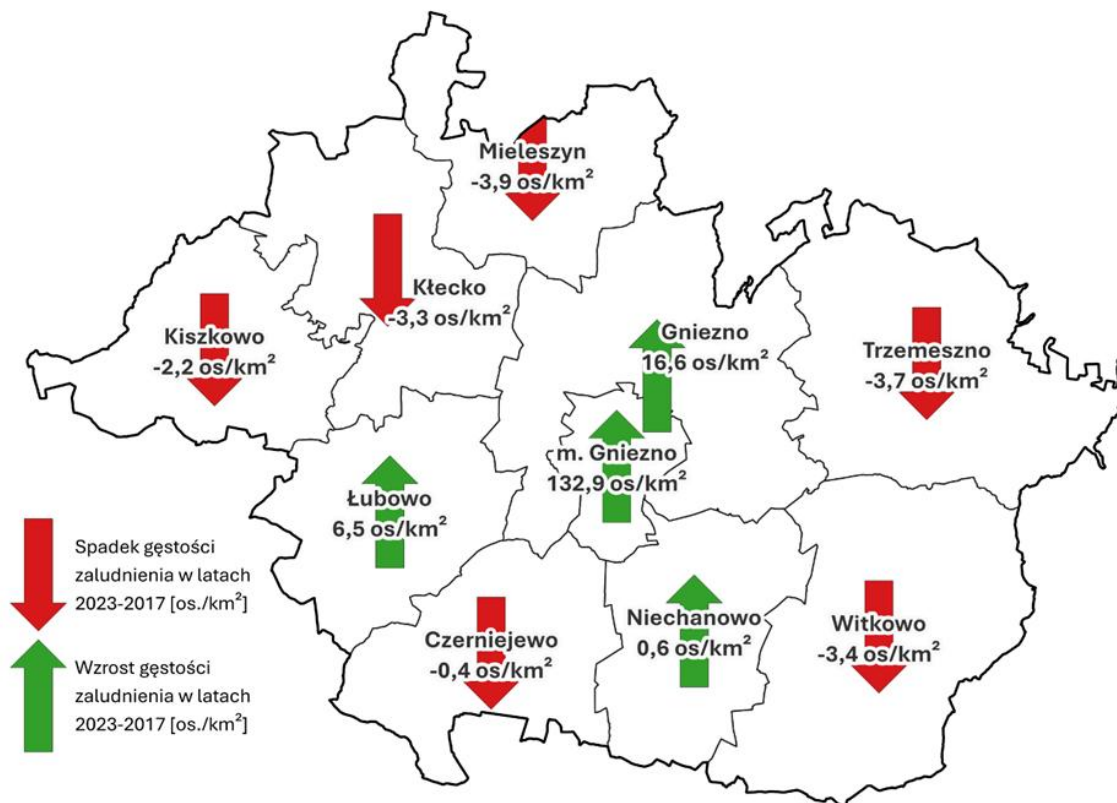 Mieleszyn
-3,9 os/km²
Kłecko
-3,3 os/km²
Kiszkowo
-2,2 os/km²
Gniezno
16,6 os/km²
Trzemeszno
-3,7 os/km²
m. Gniezno
132,9 os/km²
Łubowo
6,5 os/km²
Czerniejewo
-0,4 os/km²
Niechanowo
0,6 os/km²
Witkowo
-3,4 os/km²
Spadek gęstości
zaludnienia w latach
2023-2017 [os./km²]
Wzrost gęstości
zaludnienia w latach
2023-2017 [os./km²]